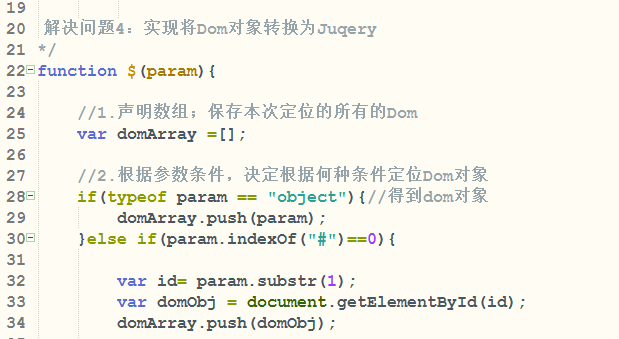 19
20 解决问题4：实现将Dom对象转换为Juqery
21 */
22 function $(param){
23
24 //1.声明数组；保存本次定位的所有的Dom
25 var domArray =[];
26
27 //2.根据参数条件，决定根据何种条件定位Dom对象
28 if(typeof param == "object"){//得到dom对象
29 domArray.push(param);
30 }else if(param.indexOf("#")==0){
31
32 var id= param.substr(1);
33 var domObj = document.getElementById(id);
34 domArray.push(domObj);